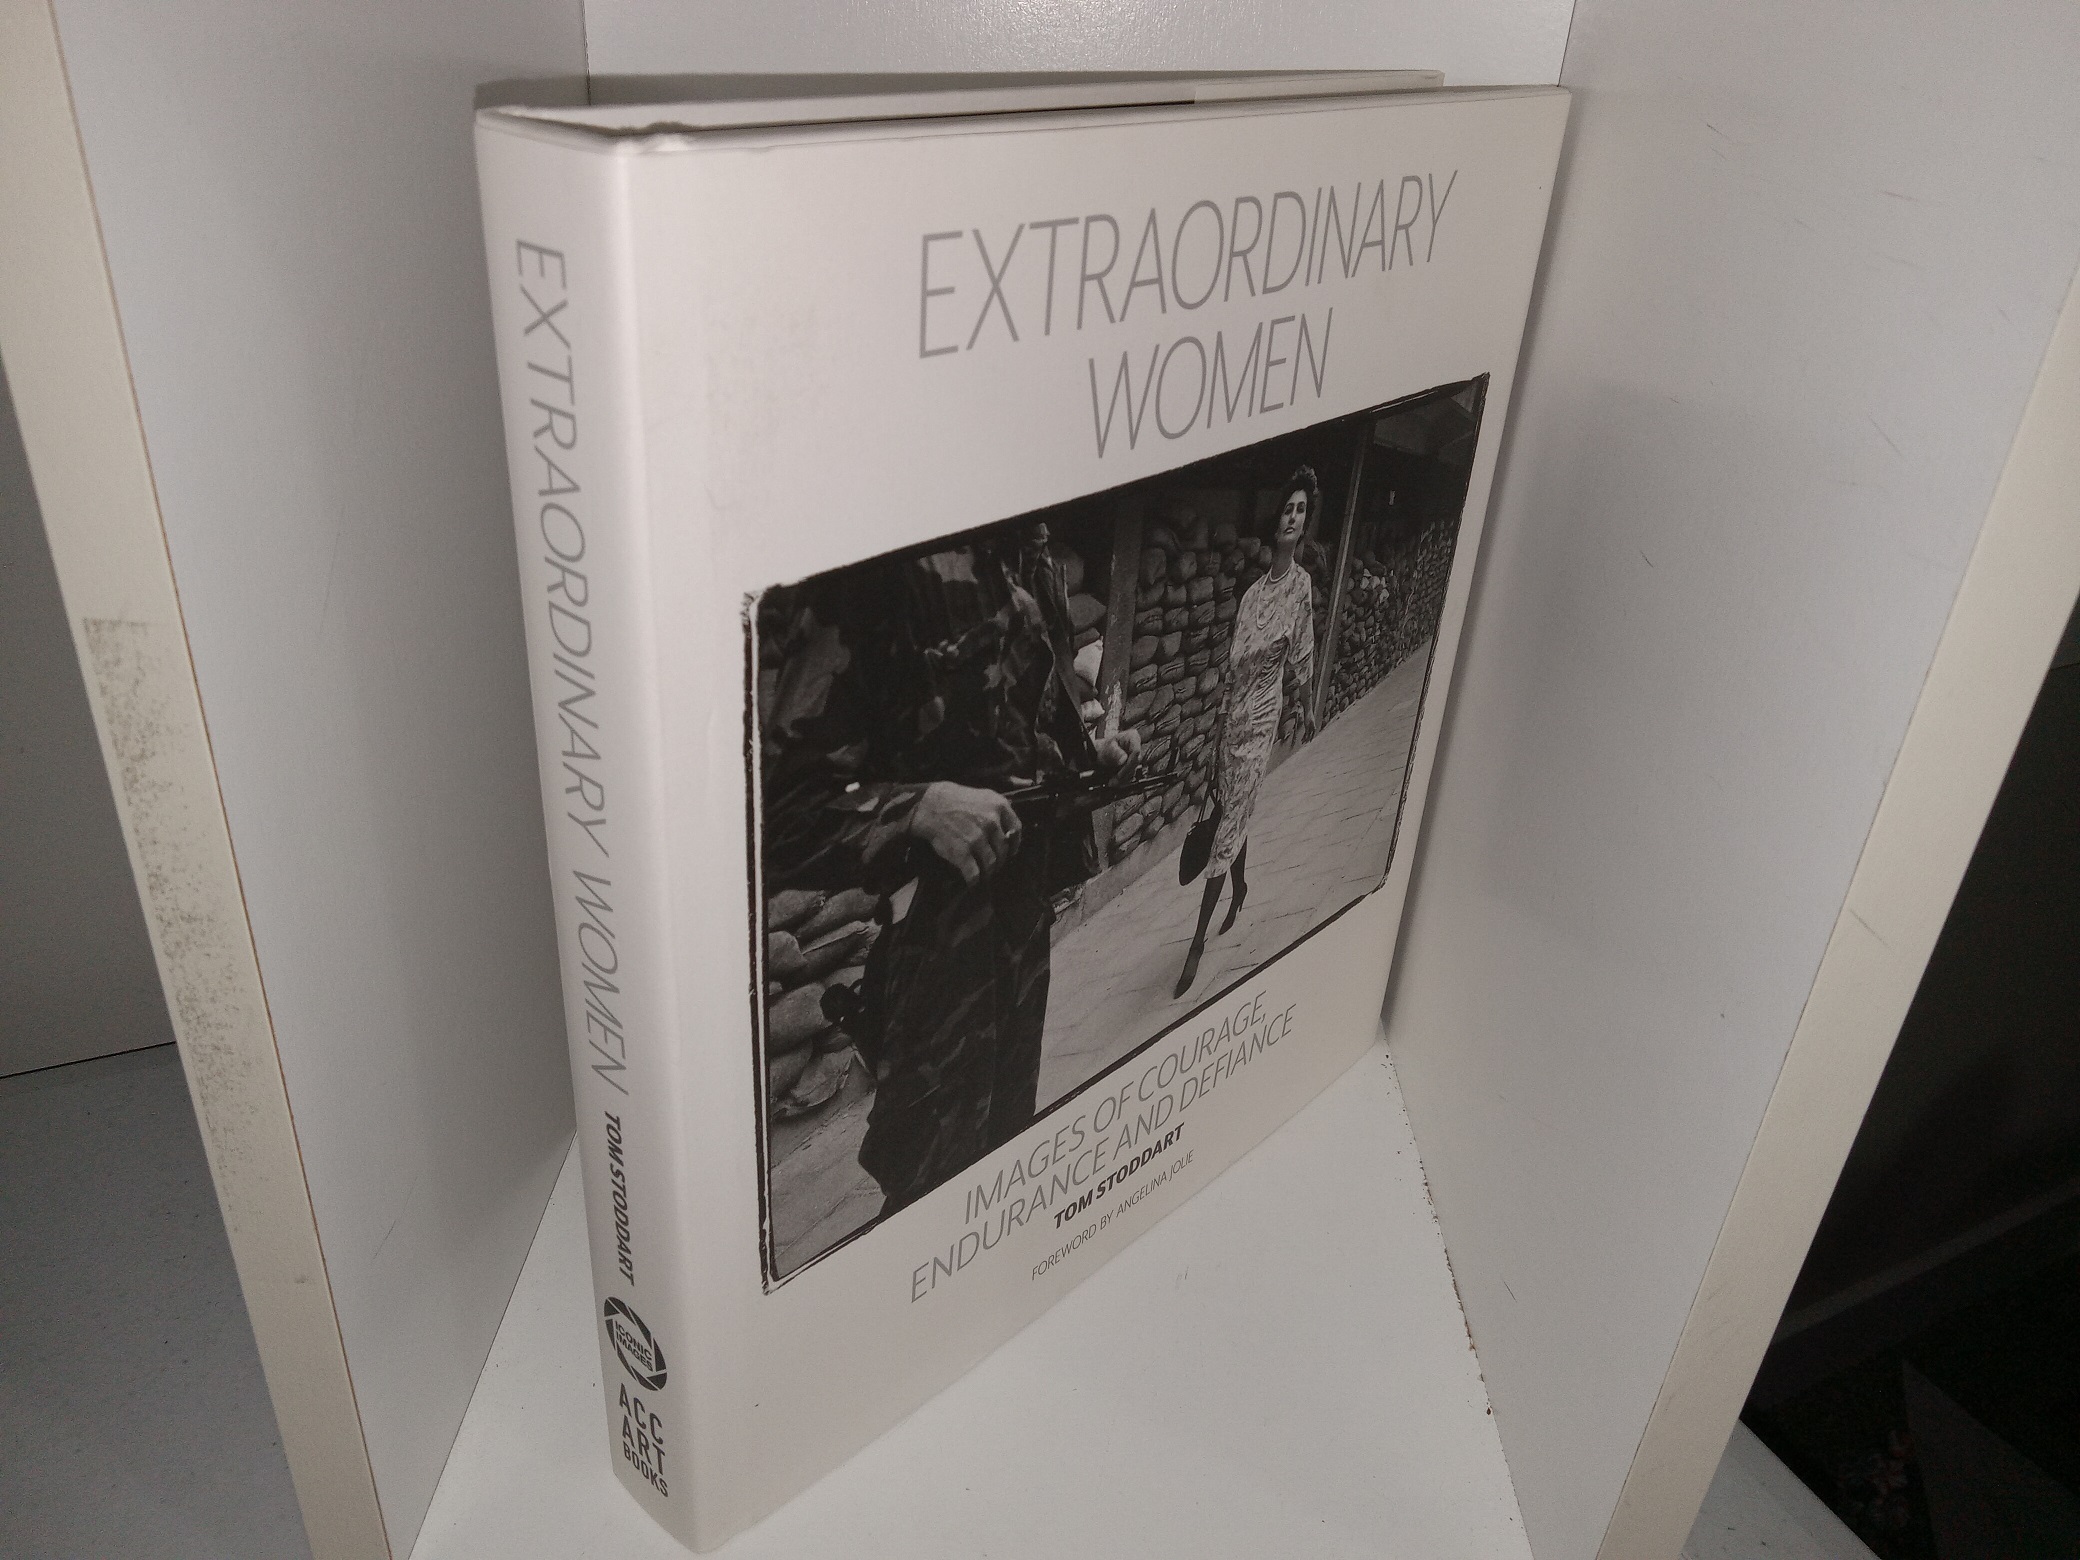 EXTRAORDINARY WOMEN TOM STODDART
ICONIC
IMAGES
ACC
ART
BOOKS
EXTRAORDINARY
WOMEN
IMAGES OF COURAGE,
ENDURANCE AND DEFIANCE
TOM STODDART
FOREWORD BY ANGELINA JOLIE